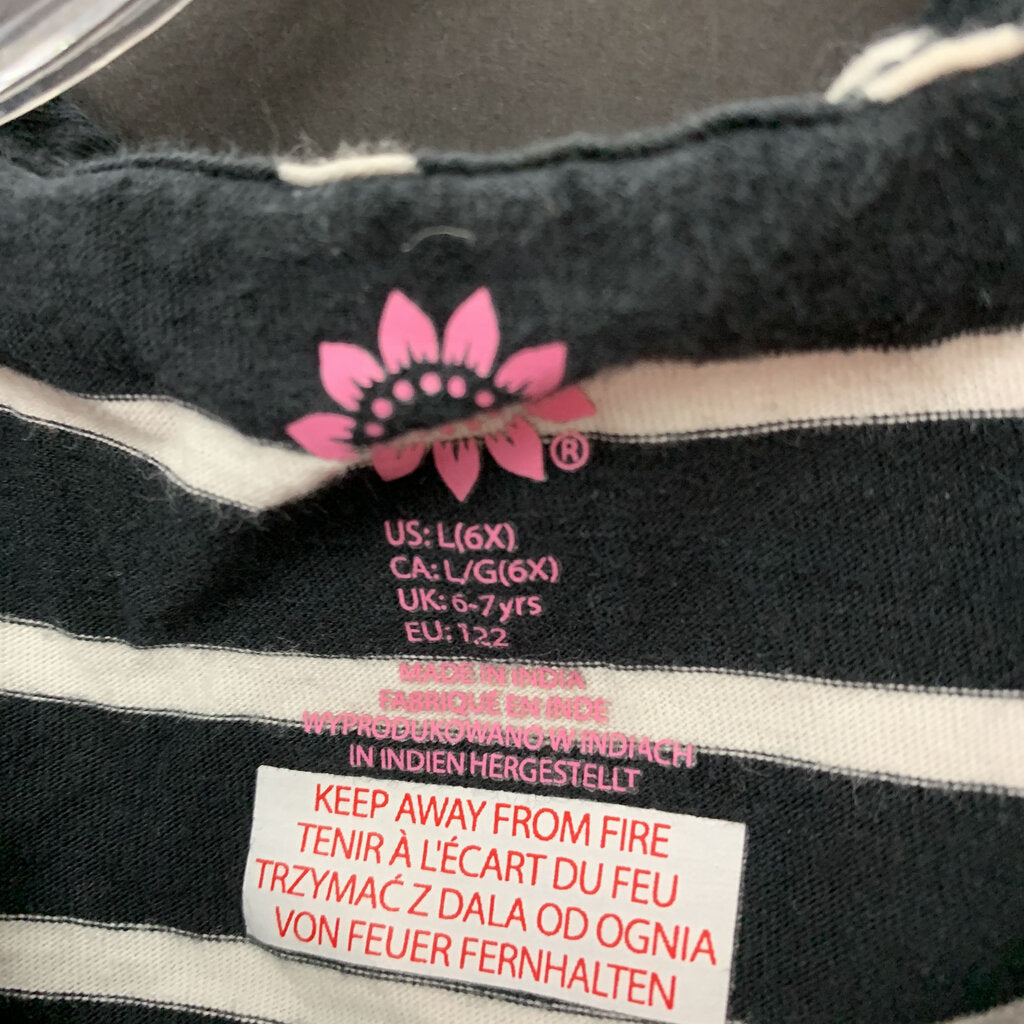 ®
US: L(6X)
CA: L/G(6X)
UK: 6-7 yrs
EU: 122
MADE IN INDIA
FABRIQUÉ EN INDE
WYPRODUKOWANO W INDIACH
IN INDIEN HERGESTELLT
KEEP AWAY FROM FIRE
TENIR À L'ÉCART DU FEU
TRZYMAĆ Z DALA OD OGNIA
VON FEUER FERNHALTEN